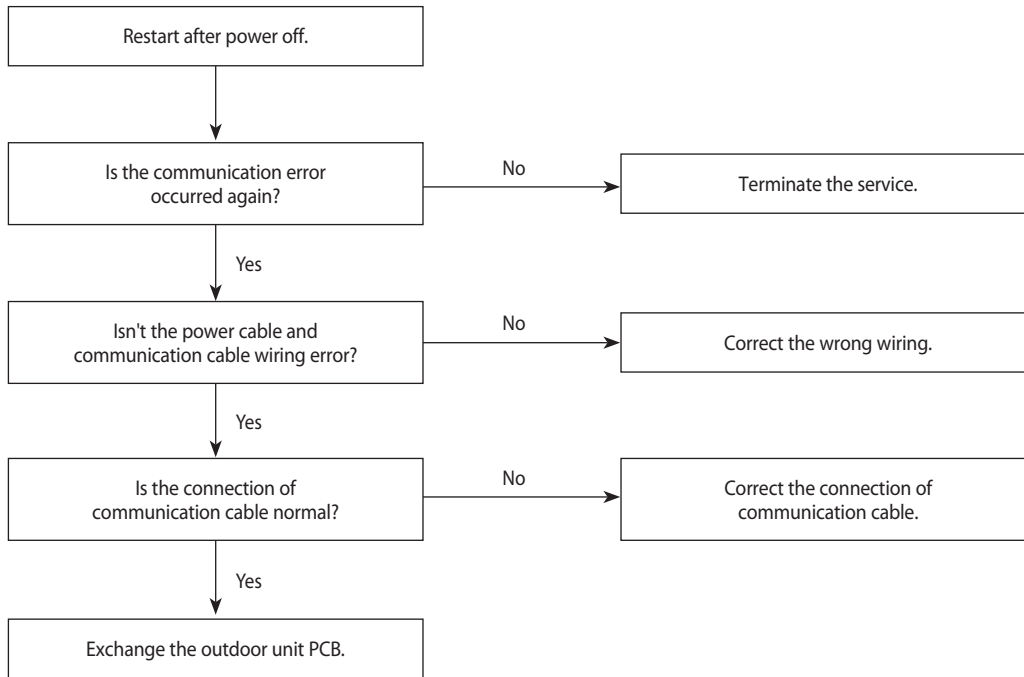 Restart after power off.
Is the communication error
occurred again?
No
Terminate the service.
Yes
Isn't the power cable and
communication cable wiring error?
No
Correct the wrong wiring.
Yes
Is the connection of
communication cable normal?
No
Correct the connection of
communication cable.
Yes
Exchange the outdoor unit PCB.